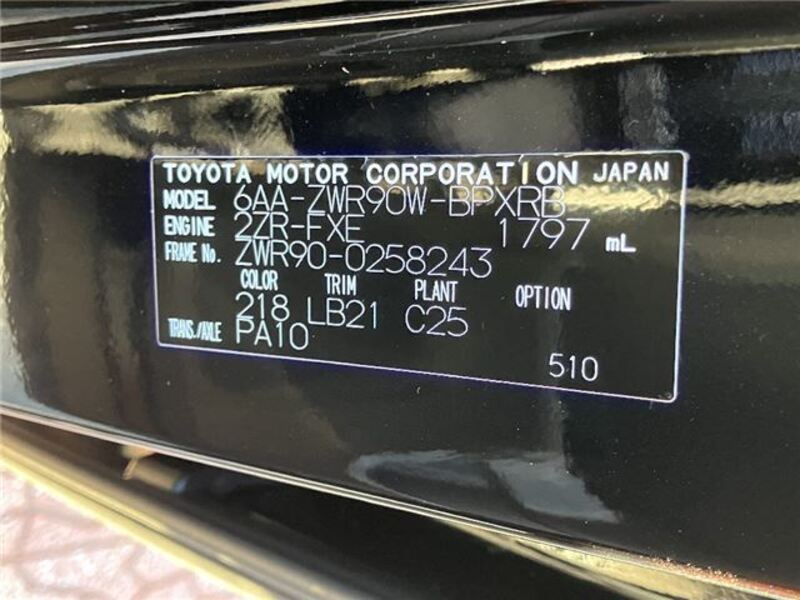 TOYOTA MOTOR CORPORATION JAPAN
MODEL 6AA-ZWR90W-BPXRB
ENGINE 2ZR-FXE 1797 mL
FRAME No. ZWR90-0258243
COLOR TRIM PLANT OPTION
218 LB21 C25
TRANS./AXLE PA10
510